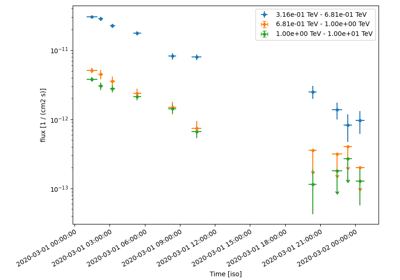 3.16e-01 TeV - 6.81e-01 TeV
6.81e-01 TeV - 1.00e+00 TeV
1.00e+00 TeV - 1.00e+01 TeV
flux [1 / (cm2 s)]
10⁻¹¹
10⁻¹²
10⁻¹³
2020-03-01 00:00:00
2020-03-01 03:00:00
2020-03-01 06:00:00
2020-03-01 09:00:00
2020-03-01 12:00:00
2020-03-01 15:00:00
2020-03-01 18:00:00
2020-03-01 21:00:00
2020-03-02 00:00:00
Time [iso]